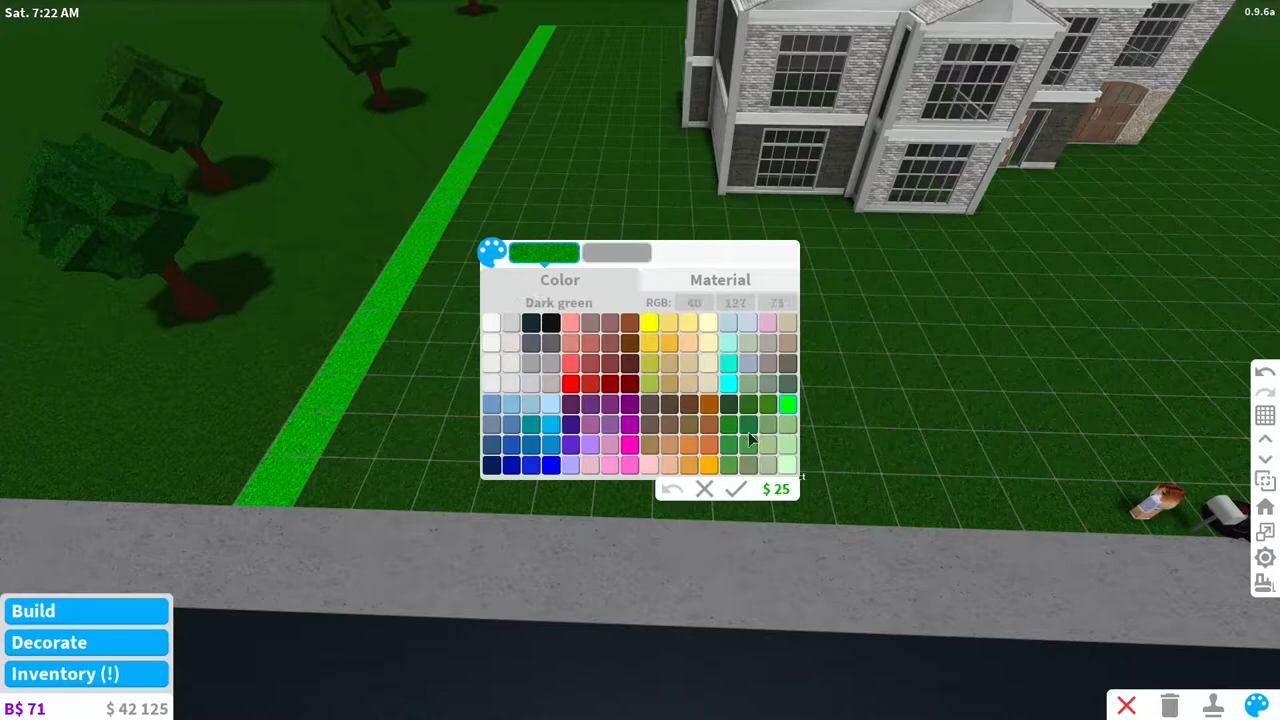 Sat. 7:22 AM
0.9.6a
Color
Material
Dark green
RGB: 40 127 71
$ 25
Build
Decorate
Inventory (!)
B$ 71
$ 42 125